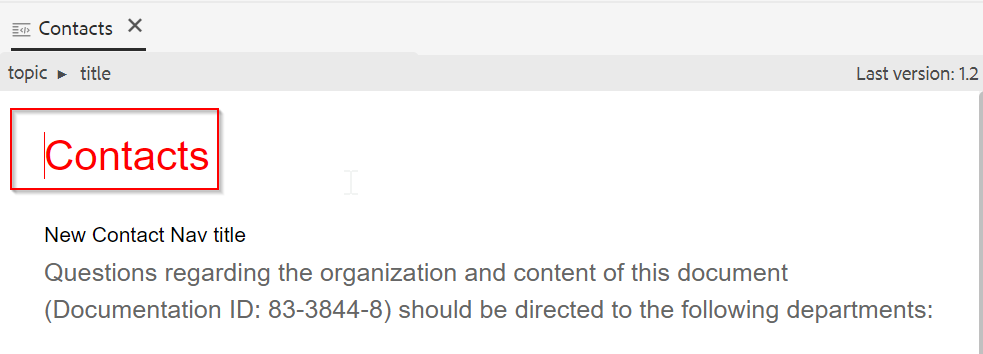 Contacts
topic ▸ title
Last version: 1.2
Contacts
New Contact Nav title
Questions regarding the organization and content of this document
(Documentation ID: 83-3844-8) should be directed to the following departments: